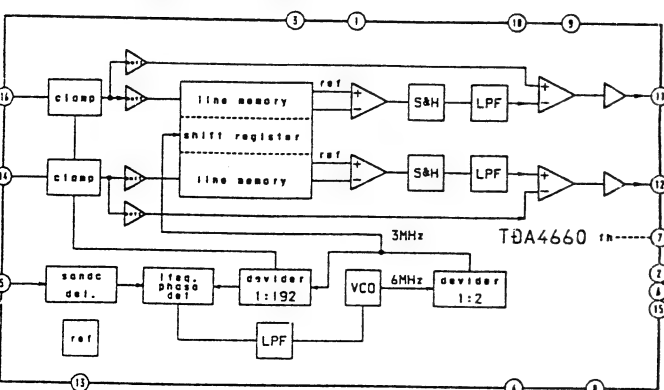 3 1 10 9
16 clamp line memory ref + − S&H LPF + − 11
shift register
14 clamp line memory ref + − S&H LPF + − 12
3MHz TDA4660 fh 7
5 sandc det. freq. phase det devider 1:192 VCO 6MHz devider 1:2 2
6
15
ref LPF
13 4 8